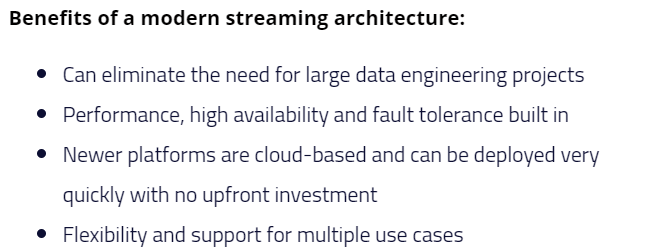 Benefits of a modern streaming architecture:
• Can eliminate the need for large data engineering projects
• Performance, high availability and fault tolerance built in
• Newer platforms are cloud-based and can be deployed very
quickly with no upfront investment
• Flexibility and support for multiple use cases